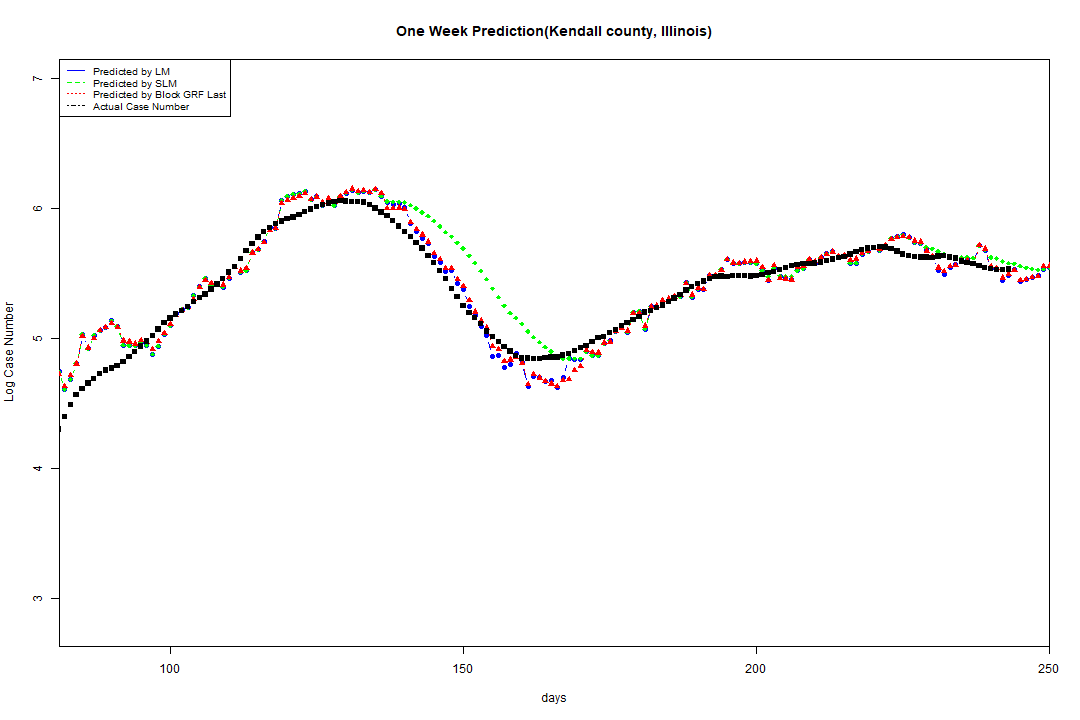 One Week Prediction(Kendall county, Illinois)
Predicted by LM
Predicted by SLM
Predicted by Block GRF Last
Actual Case Number
7
6
5
4
3
Log Case Number
100 150 200 250
days